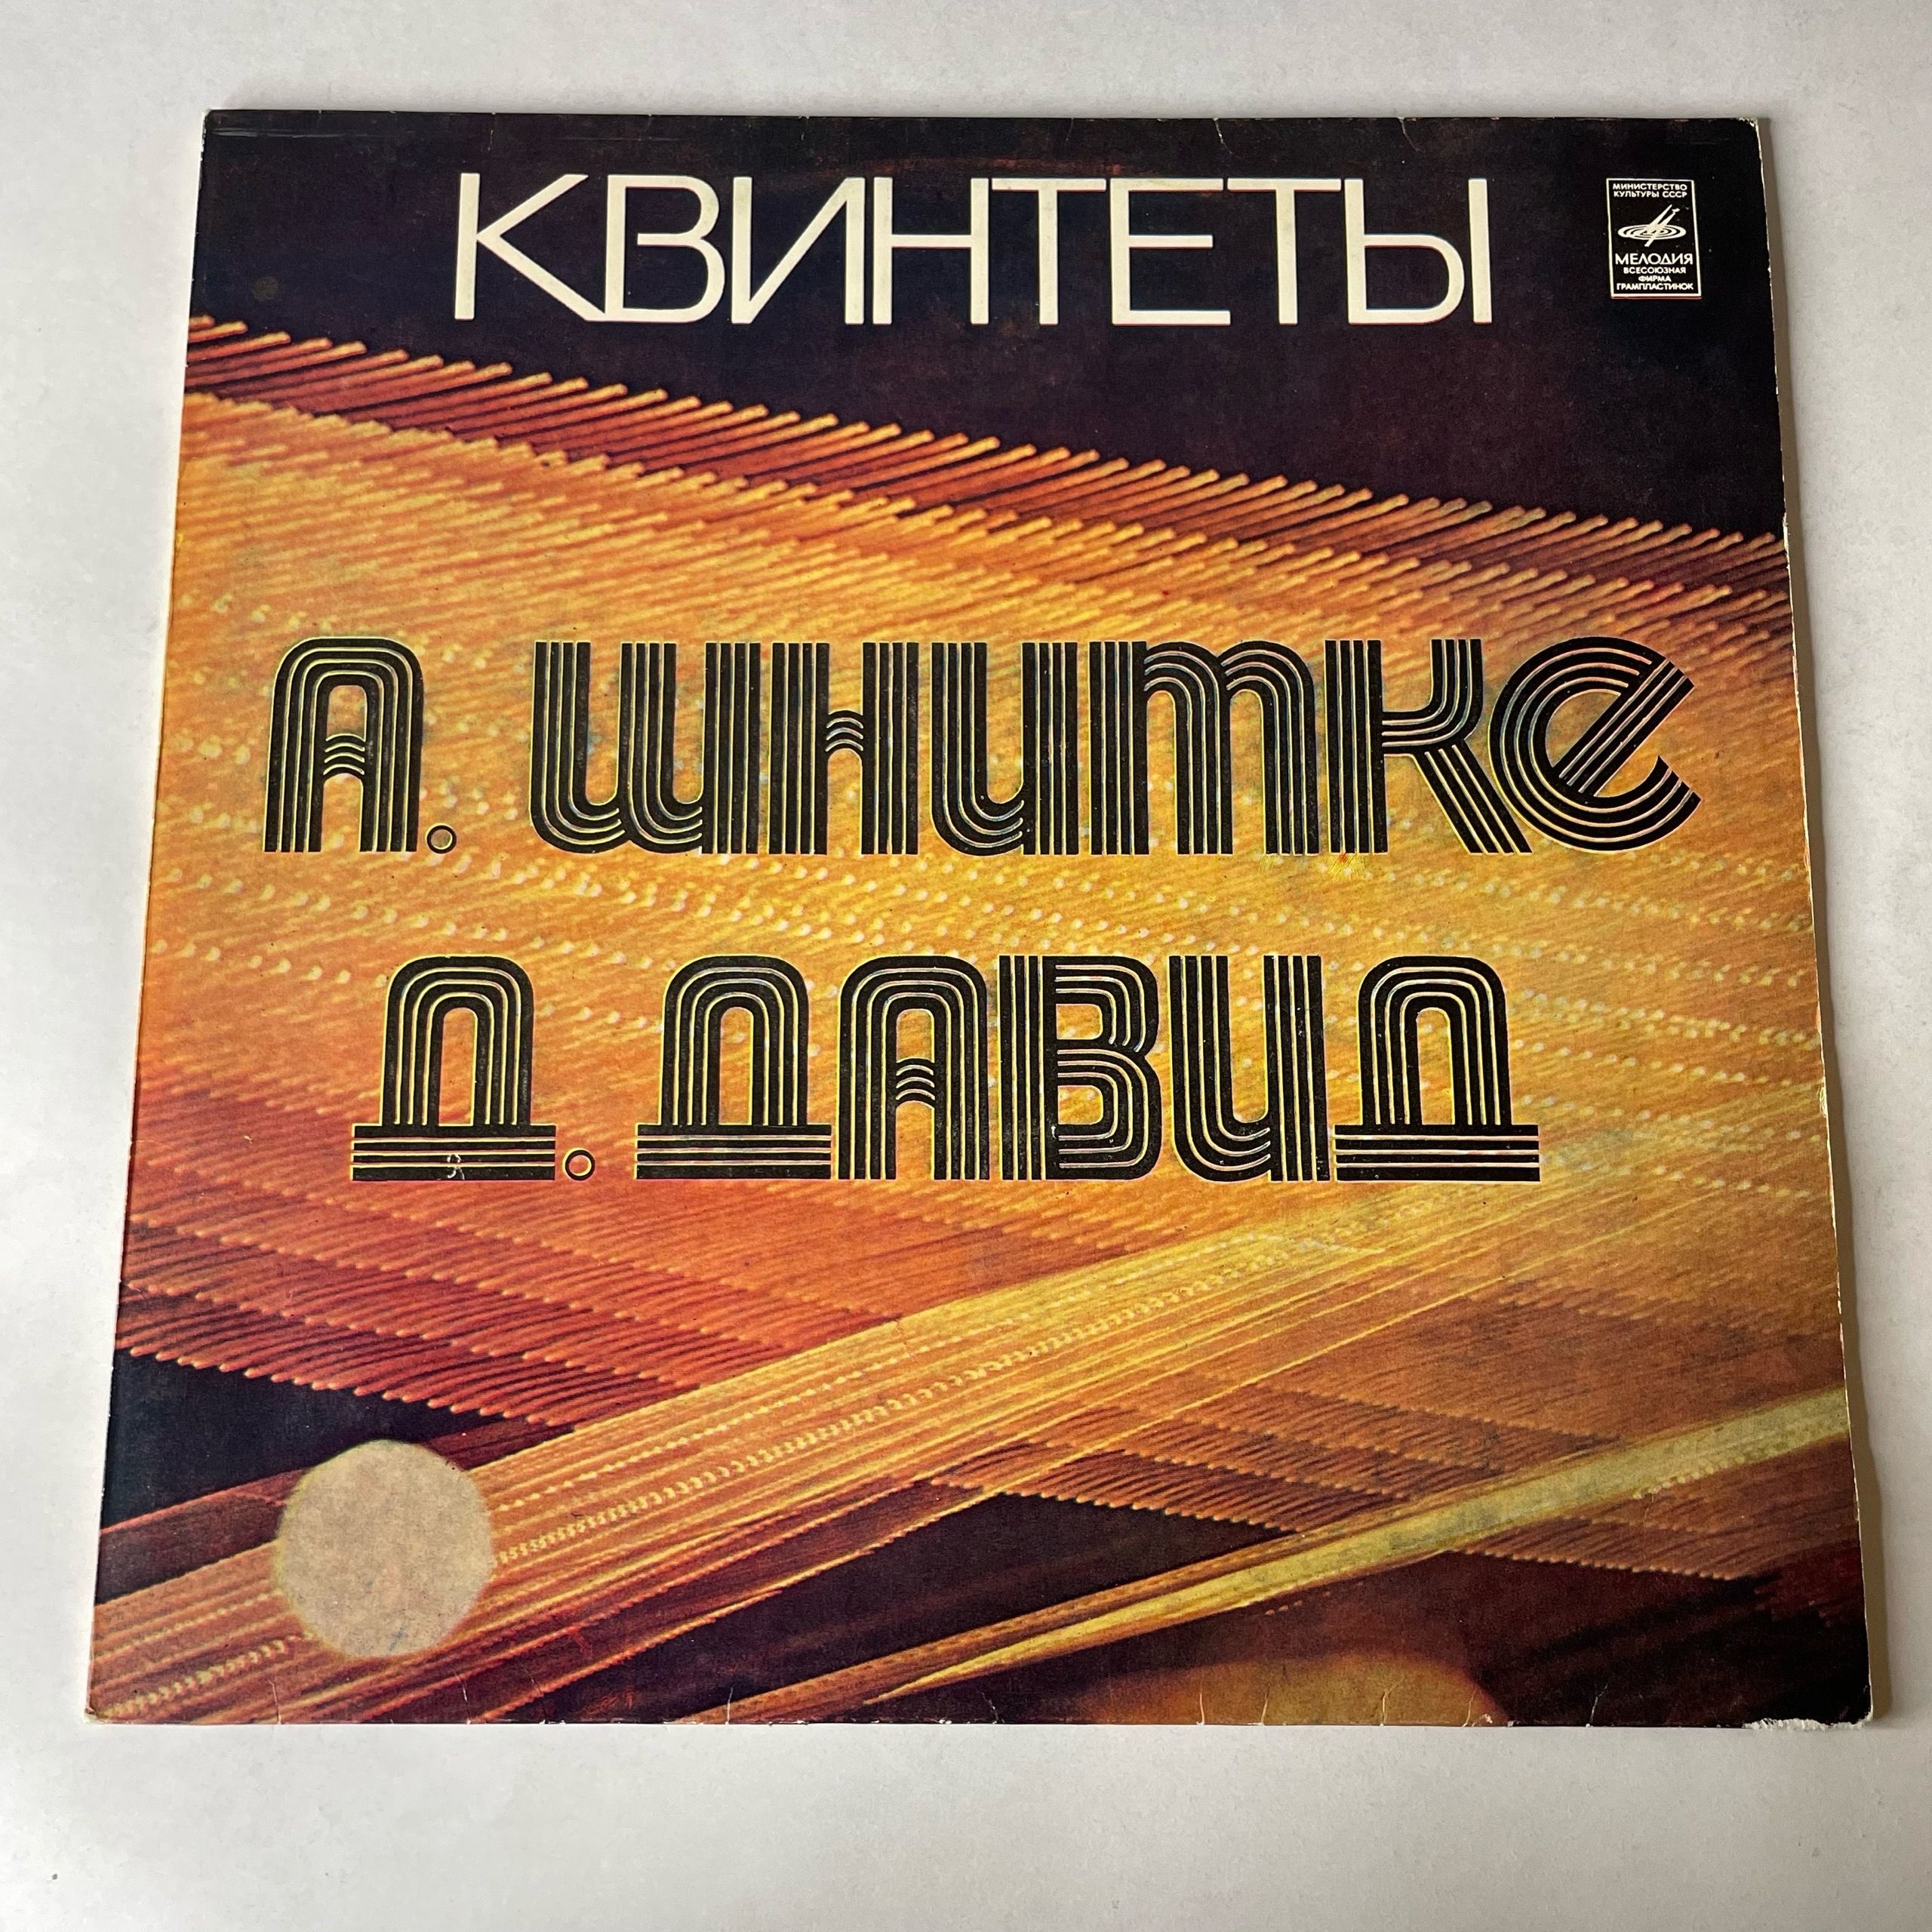 КВИНТЕТЫ
МИНИСТЕРСТВО
КУЛЬТУРЫ СССР
МЕЛОДИЯ
ВСЕСОЮЗНАЯ
ФИРМА
ГРАМПЛАСТИНОК
А. ШНИТКЕ
Д. ДАВИД